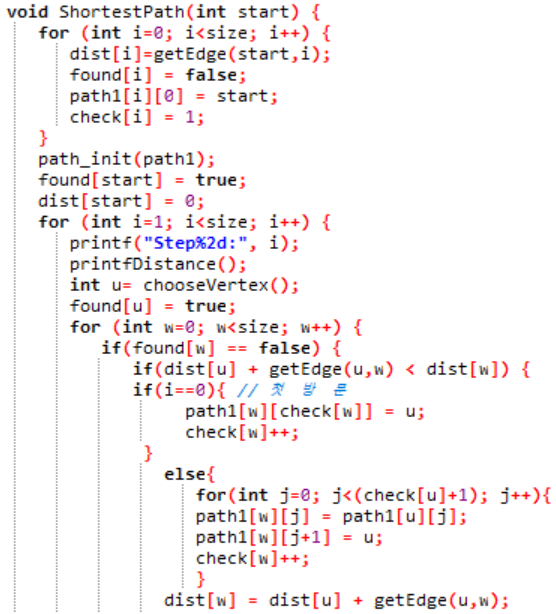 void ShortestPath(int start) {
for (int i=0; i<size; i++) {
dist[i]=getEdge(start,i);
found[i] = false;
path1[i][0] = start;
check[i] = 1;
}
path_init(path1);
found[start] = true;
dist[start] = 0;
for (int i=1; i<size; i++) {
printf("Step%2d:", i);
printfDistance();
int u= chooseVertex();
found[u] = true;
for (int w=0; w<size; w++) {
if(found[w] == false) {
if(dist[u] + getEdge(u,w) < dist[w]) {
if(i==0){ // 첫 방
path1[w][check[w]] = u;
check[w]++;
}
else{
for(int j=0; j<(check[u]+1); j++){
path1[w][j] = path1[u][j];
path1[w][j+1] = u;
check[w]++;
}
dist[w] = dist[u] + getEdge(u,w);